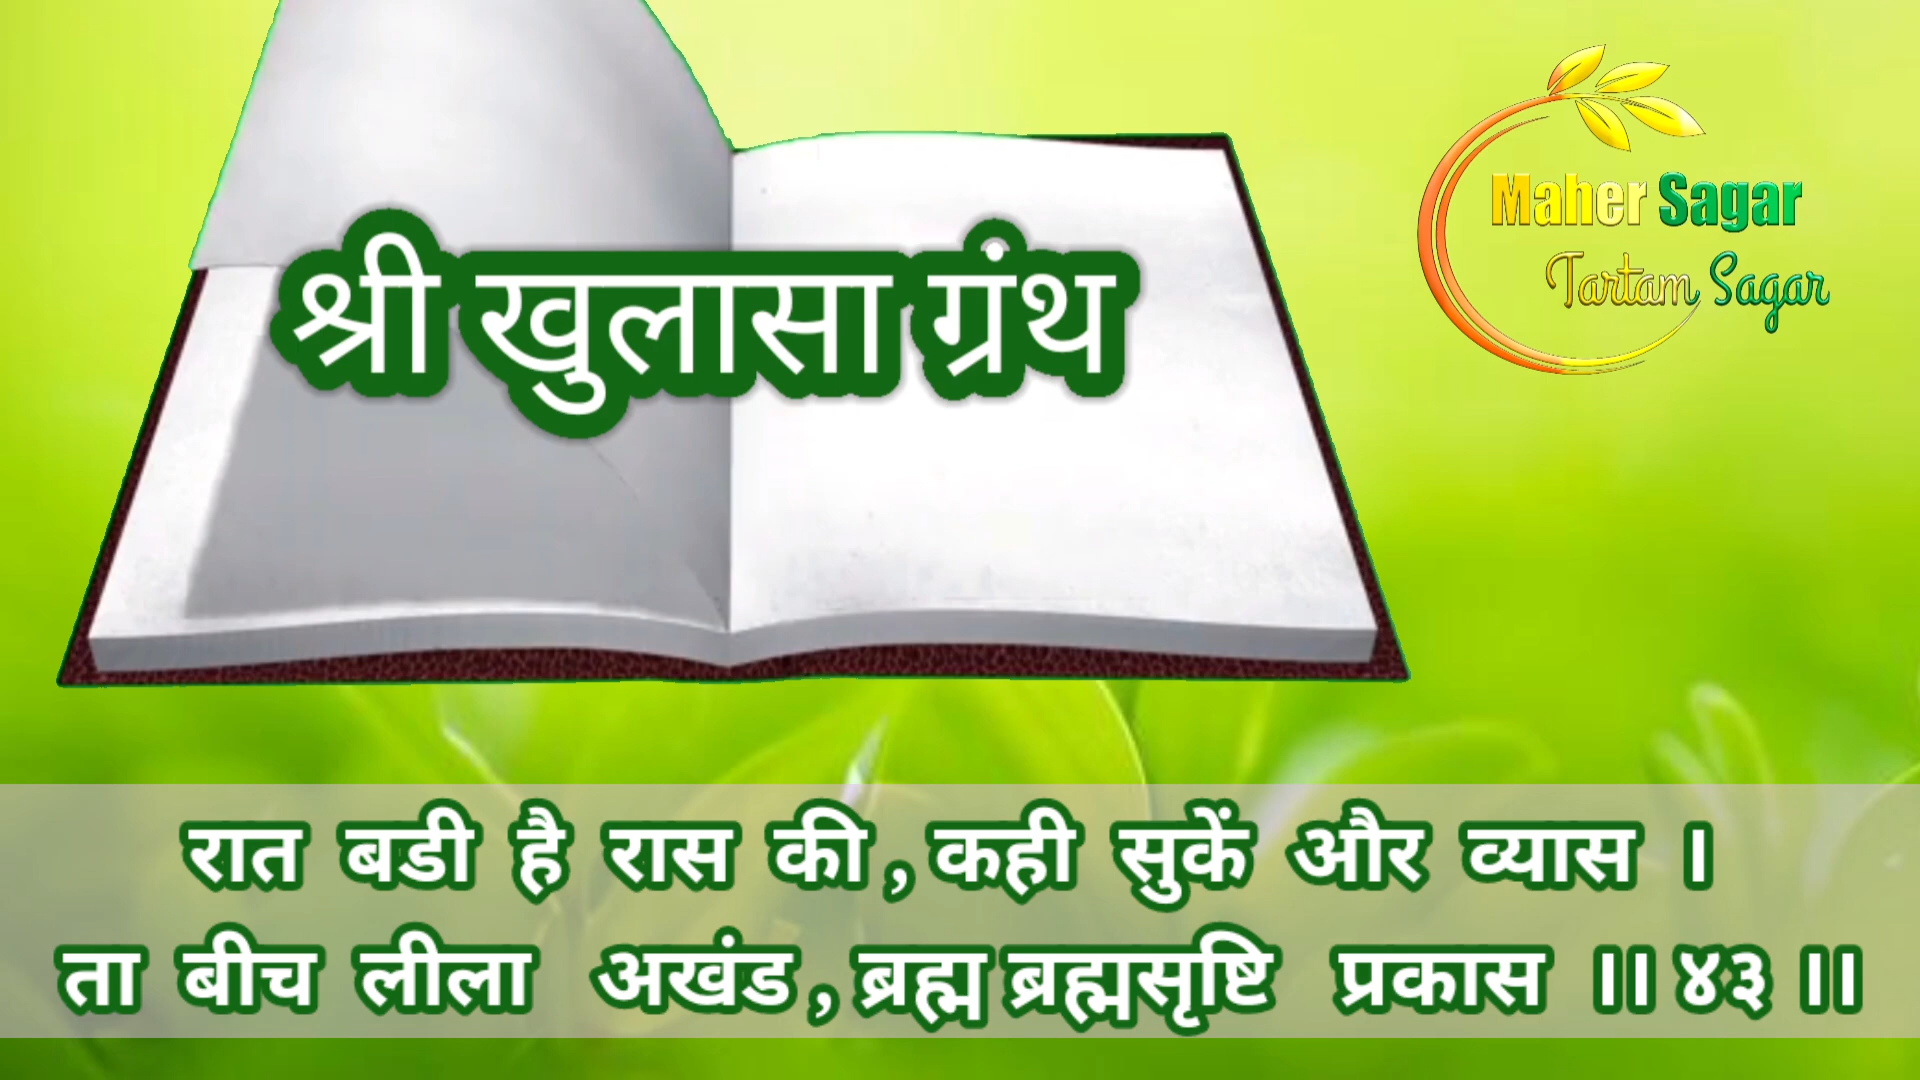 श्री खुलासा ग्रंथ
Maher Sagar
Tartam Sagar
रात बडी है रास की , कही सुकें और व्यास ।
ता बीच लीला अखंड , ब्रह्म ब्रह्मसृष्टि प्रकास ।। ४३ ।।